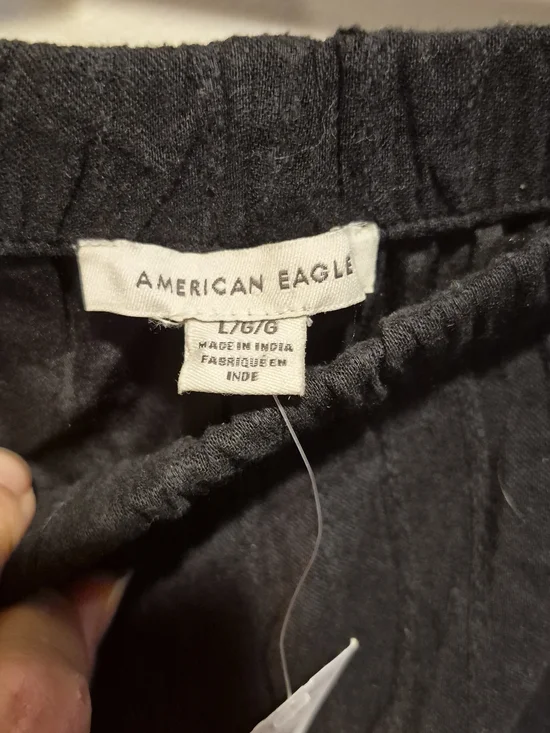 AMERICAN EAGLE
L/G/G
MADE IN INDIA
FABRIQUÉ EN
INDE